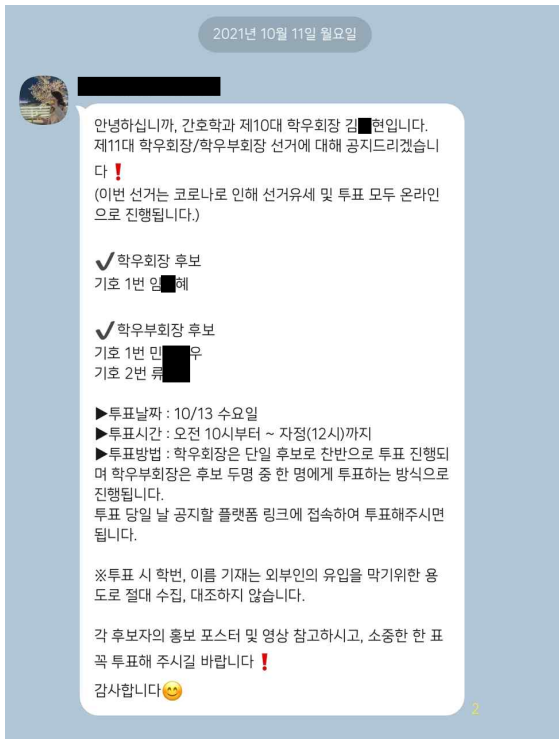 2021년 10월 11일 월요일
안녕하십니까, 간호학과 제10대 학우회장 김 현입니다.
제11대 학우회장/학우부회장 선거에 대해 공지드리겠습니
다❗
(이번 선거는 코로나로 인해 선거유세 및 투표 모두 온라인
으로 진행됩니다.)
✔학우회장 후보
기호 1번 임 혜
✔학우부회장 후보
기호 1번 민 우
기호 2번 류
▶투표날짜 : 10/13 수요일
▶투표시간 : 오전 10시부터 ~ 자정(12시)까지
▶투표방법 : 학우회장은 단일 후보로 찬반으로 투표 진행되
며 학우부회장은 후보 두명 중 한 명에게 투표하는 방식으로
진행됩니다.
투표 당일 날 공지할 플랫폼 링크에 접속하여 투표해주시면
됩니다.
※투표 시 학번, 이름 기재는 외부인의 유입을 막기위한 용
도로 절대 수집, 대조하지 않습니다.
각 후보자의 홍보 포스터 및 영상 참고하시고, 소중한 한 표
꼭 투표해 주시길 바랍니다❗
감사합니다😊
2